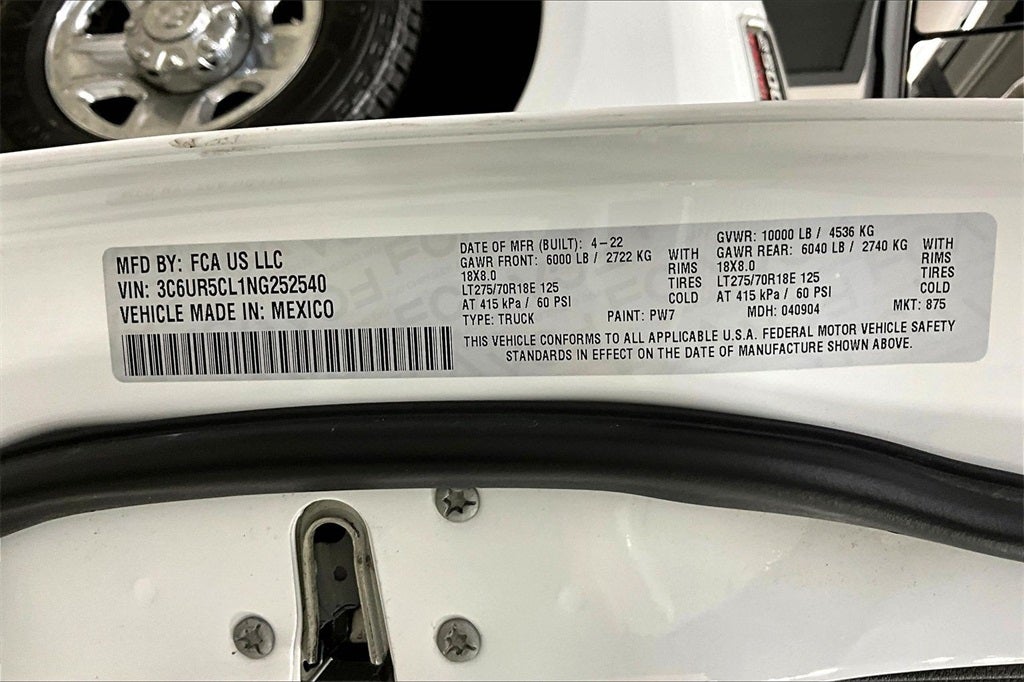 MFD BY: FCA US LLC
VIN: 3C6UR5CL1NG252540
VEHICLE MADE IN: MEXICO
DATE OF MFR (BUILT): 4-22
GAWR FRONT: 6000 LB / 2722 KG WITH
18X8.0 RIMS
LT275/70R18E 125 TIRES
AT 415 kPa / 60 PSI COLD
TYPE: TRUCK PAINT: PW7
GVWR: 10000 LB / 4536 KG
GAWR REAR: 6040 LB / 2740 KG WITH
18X8.0 RIMS
LT275/70R18E 125 TIRES
AT 415 kPa / 60 PSI COLD
MDH: 040904 MKT: 875
THIS VEHICLE CONFORMS TO ALL APPLICABLE U.S.A. FEDERAL MOTOR VEHICLE SAFETY
STANDARDS IN EFFECT ON THE DATE OF MANUFACTURE SHOWN ABOVE.